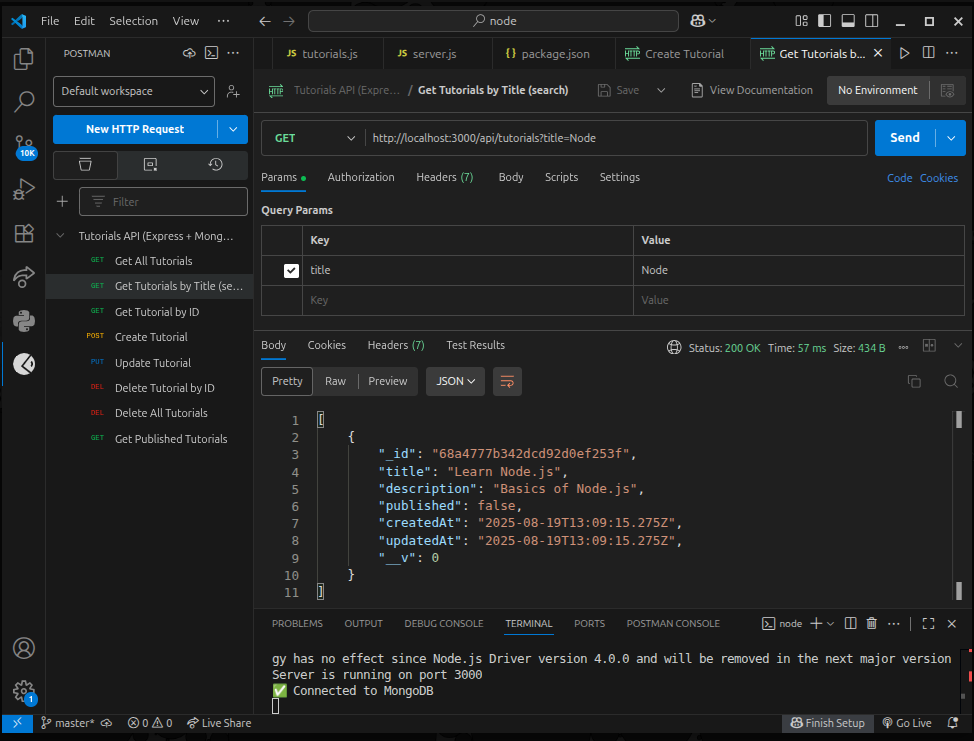 File Edit Selection View ··· node
POSTMAN
JS tutorials.js JS server.js {} package.json HTTP Create Tutorial HTTP Get Tutorials b...
Default workspace
HTTP Tutorials API (Expre... / Get Tutorials by Title (search) Save View Documentation No Environment
New HTTP Request
GET http://localhost:3000/api/tutorials?title=Node Send
10K
Params Authorization Headers (7) Body Scripts Settings Code Cookies
Filter
Query Params
Tutorials API (Express + Mong...
Key Value
GET Get All Tutorials
title Node
GET Get Tutorials by Title (se...
Key Value
GET Get Tutorial by ID
POST Create Tutorial
PUT Update Tutorial
DEL Delete Tutorial by ID
DEL Delete All Tutorials
GET Get Published Tutorials
Body Cookies Headers (7) Test Results Status: 200 OK Time: 57 ms Size: 434 B
Pretty Raw Preview JSON
1 [
2 {
3 "_id": "68a4777b342dcd92d0ef253f",
4 "title": "Learn Node.js",
5 "description": "Basics of Node.js",
6 "published": false,
7 "createdAt": "2025-08-19T13:09:15.275Z",
8 "updatedAt": "2025-08-19T13:09:15.275Z",
9 "__v": 0
10 }
11 ]
PROBLEMS OUTPUT DEBUG CONSOLE TERMINAL PORTS POSTMAN CONSOLE node
gy has no effect since Node.js Driver version 4.0.0 and will be removed in the next major version
Server is running on port 3000
✅ Connected to MongoDB
1
master* 0 0 Live Share Finish Setup Go Live